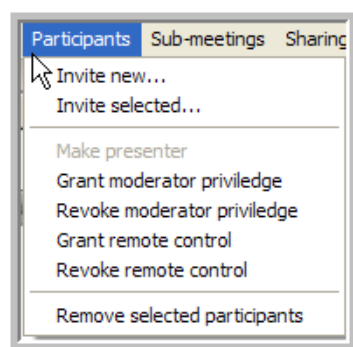 Participants Sub-meetings Sharing
Invite new...
Invite selected...
Make presenter
Grant moderator priviledge
Revoke moderator priviledge
Grant remote control
Revoke remote control
Remove selected participants